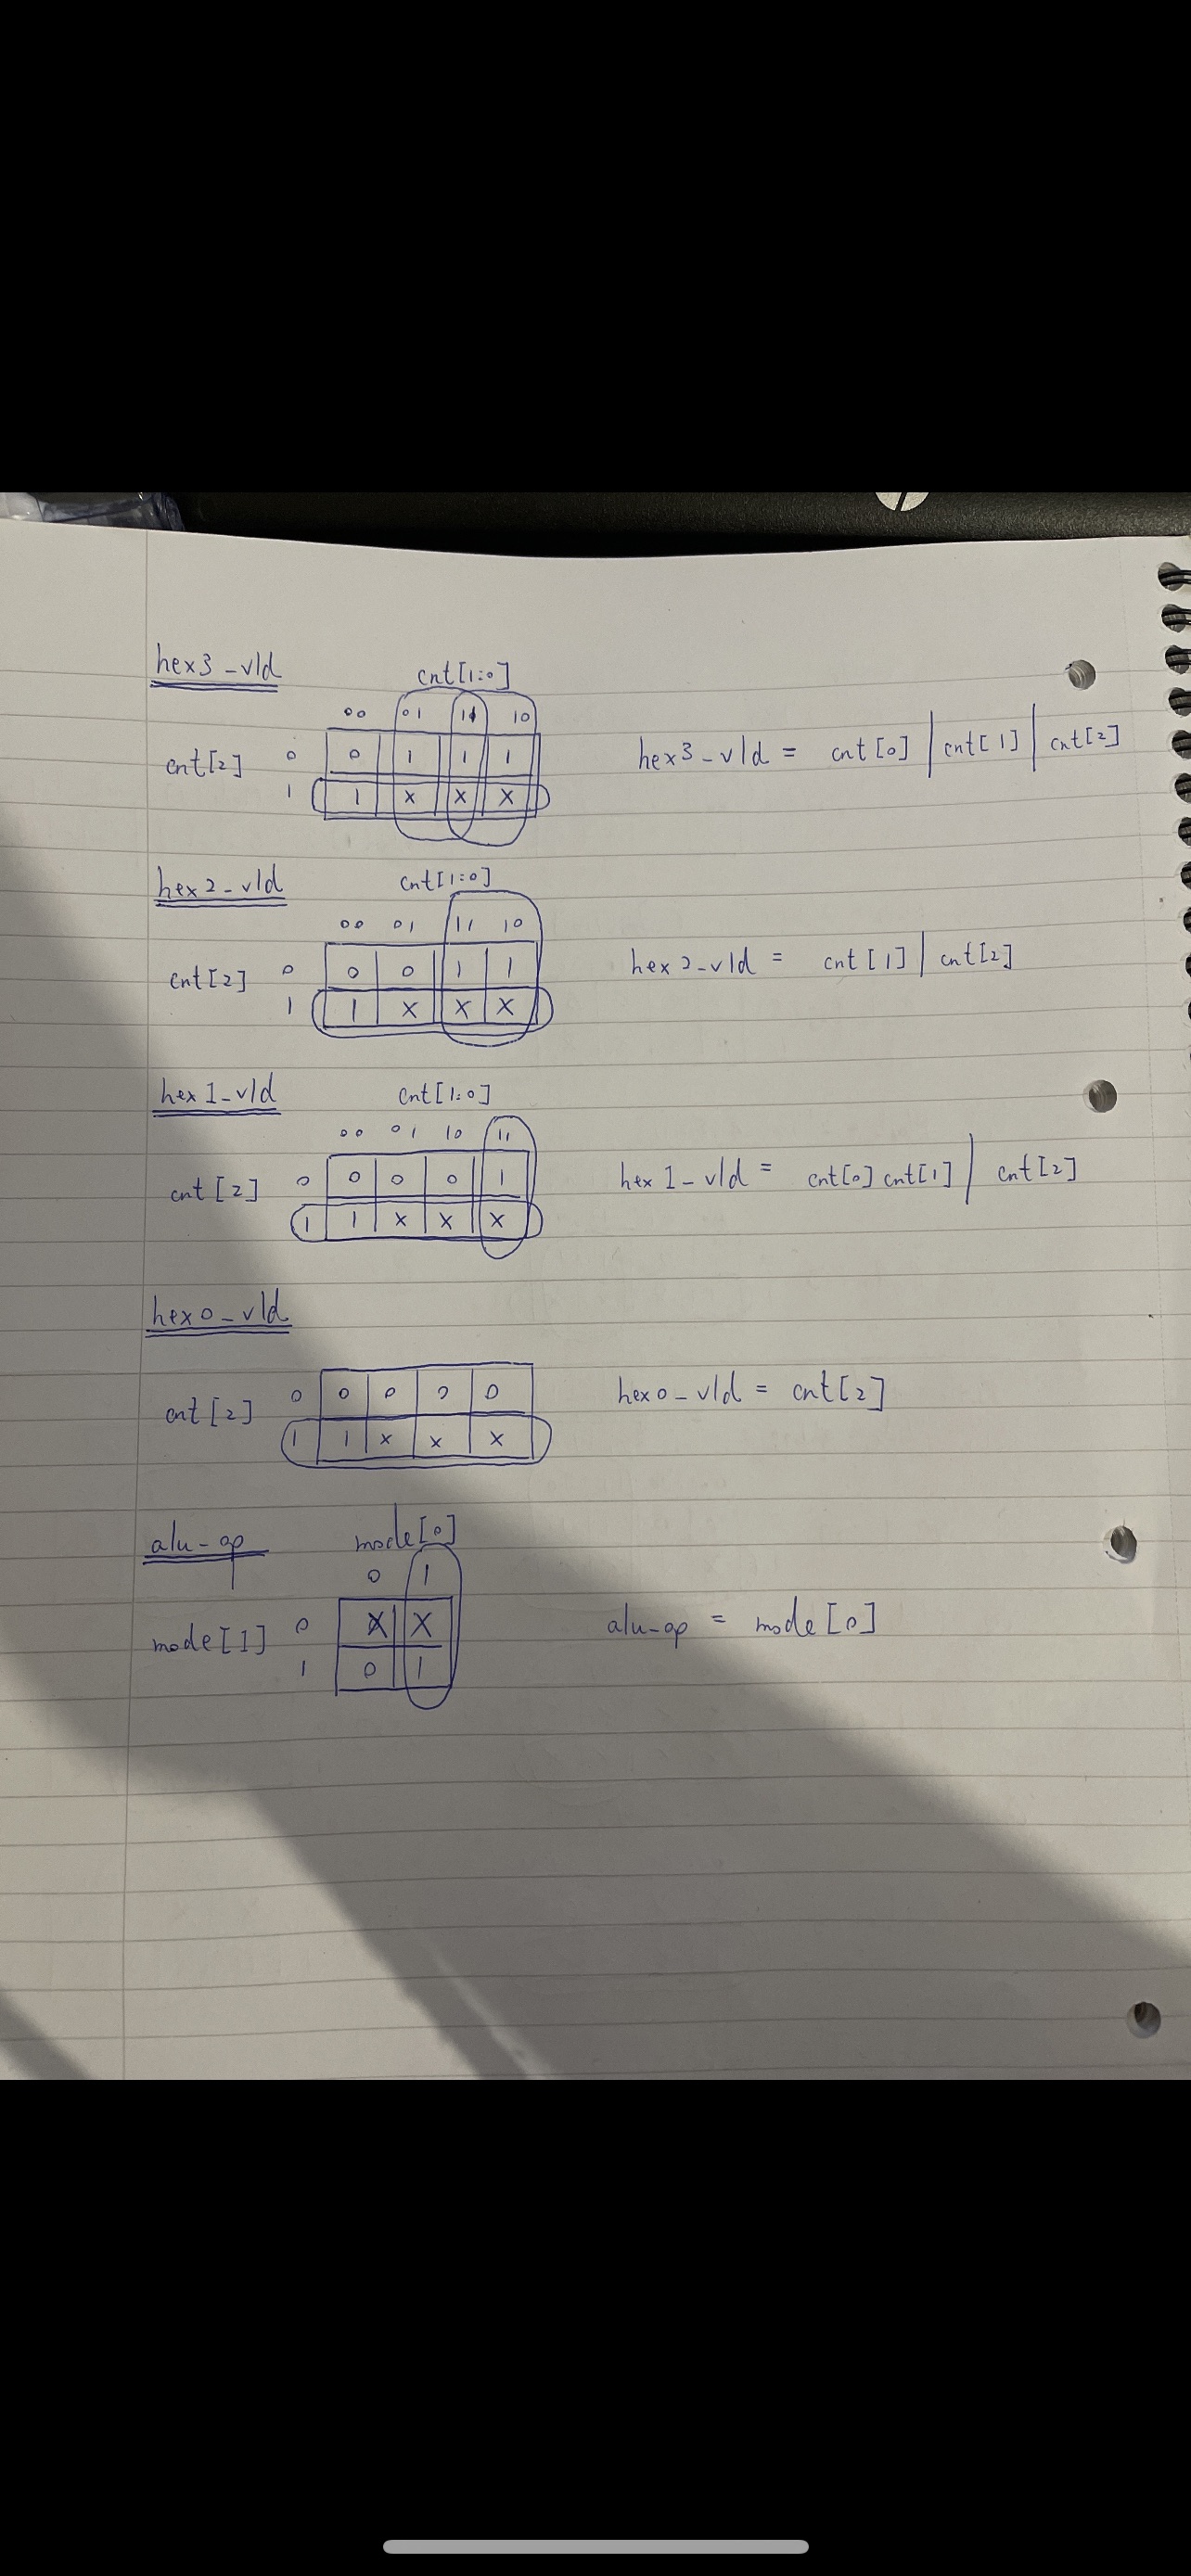 hex3_vld
cnt[1:0]
00 01 11 10
cnt[2] 0 0 1 1 1 hex3_vld = cnt[0] | cnt[1] | cnt[2]
1 1 x x x
hex2_vld
cnt[1:0]
00 01 11 10
cnt[2] 0 0 0 1 1 hex2_vld = cnt[1] | cnt[2]
1 1 x x x
hex1_vld
cnt[1:0]
00 01 10 11
cnt[2] 0 0 0 0 1 hex1_vld = cnt[0]cnt[1] | cnt[2]
1 1 x x x
hex0_vld
cnt[2] 0 0 0 0 0 hex0_vld = cnt[2]
1 1 x x x
alu_op
mode[0]
0 1
mode[1] 0 X X alu_op = mode[0]
1 0 1